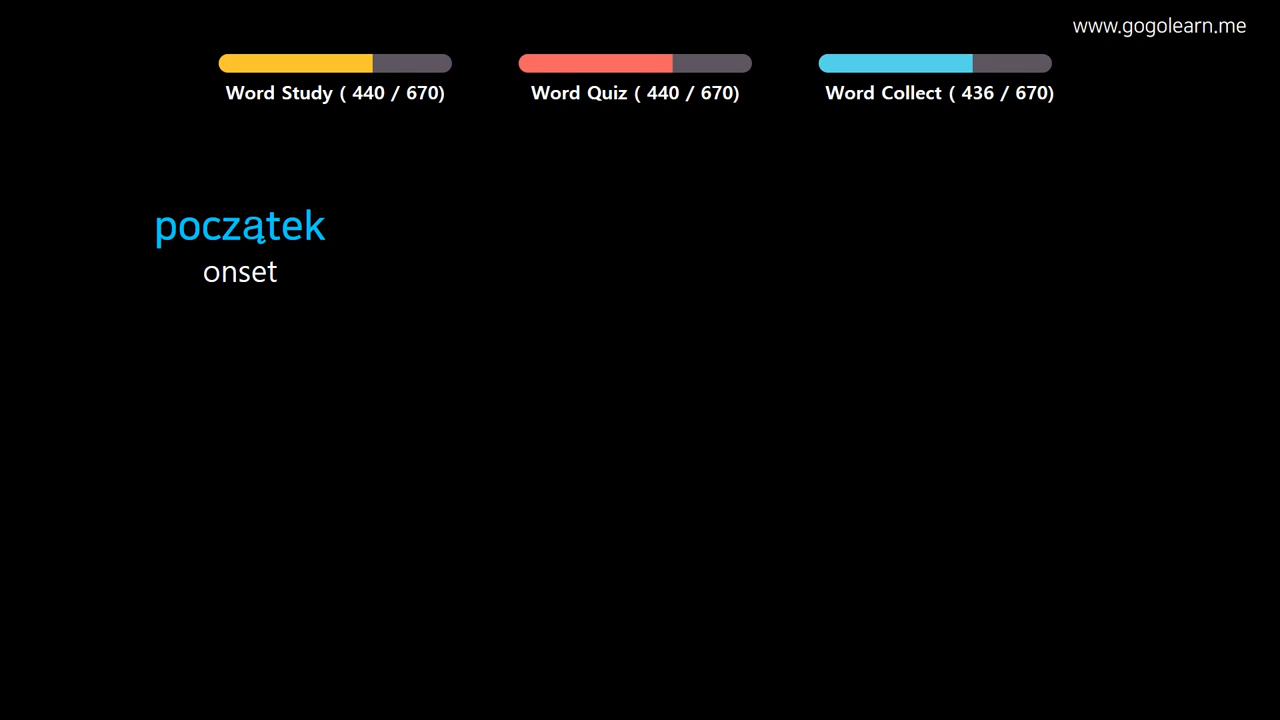 www.gogolearn.me
Word Study ( 440 / 670)
Word Quiz ( 440 / 670)
Word Collect ( 436 / 670)
początek
onset